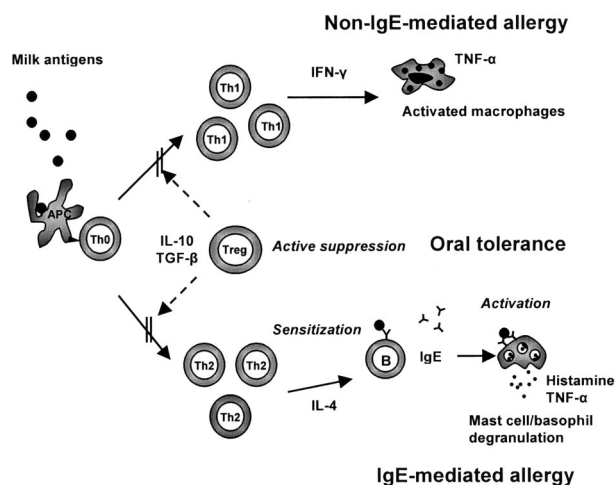 Non-IgE-mediated allergy
Milk antigens
IFN-γ
TNF-α
Th1
Th1
Th1
Activated macrophages
APC
Th0
IL-10
TGF-β
Treg
Active suppression
Oral tolerance
Sensitization
Activation
B
IgE
Th2
Th2
Th2
IL-4
Histamine
TNF-α
Mast cell/basophil
degranulation
IgE-mediated allergy